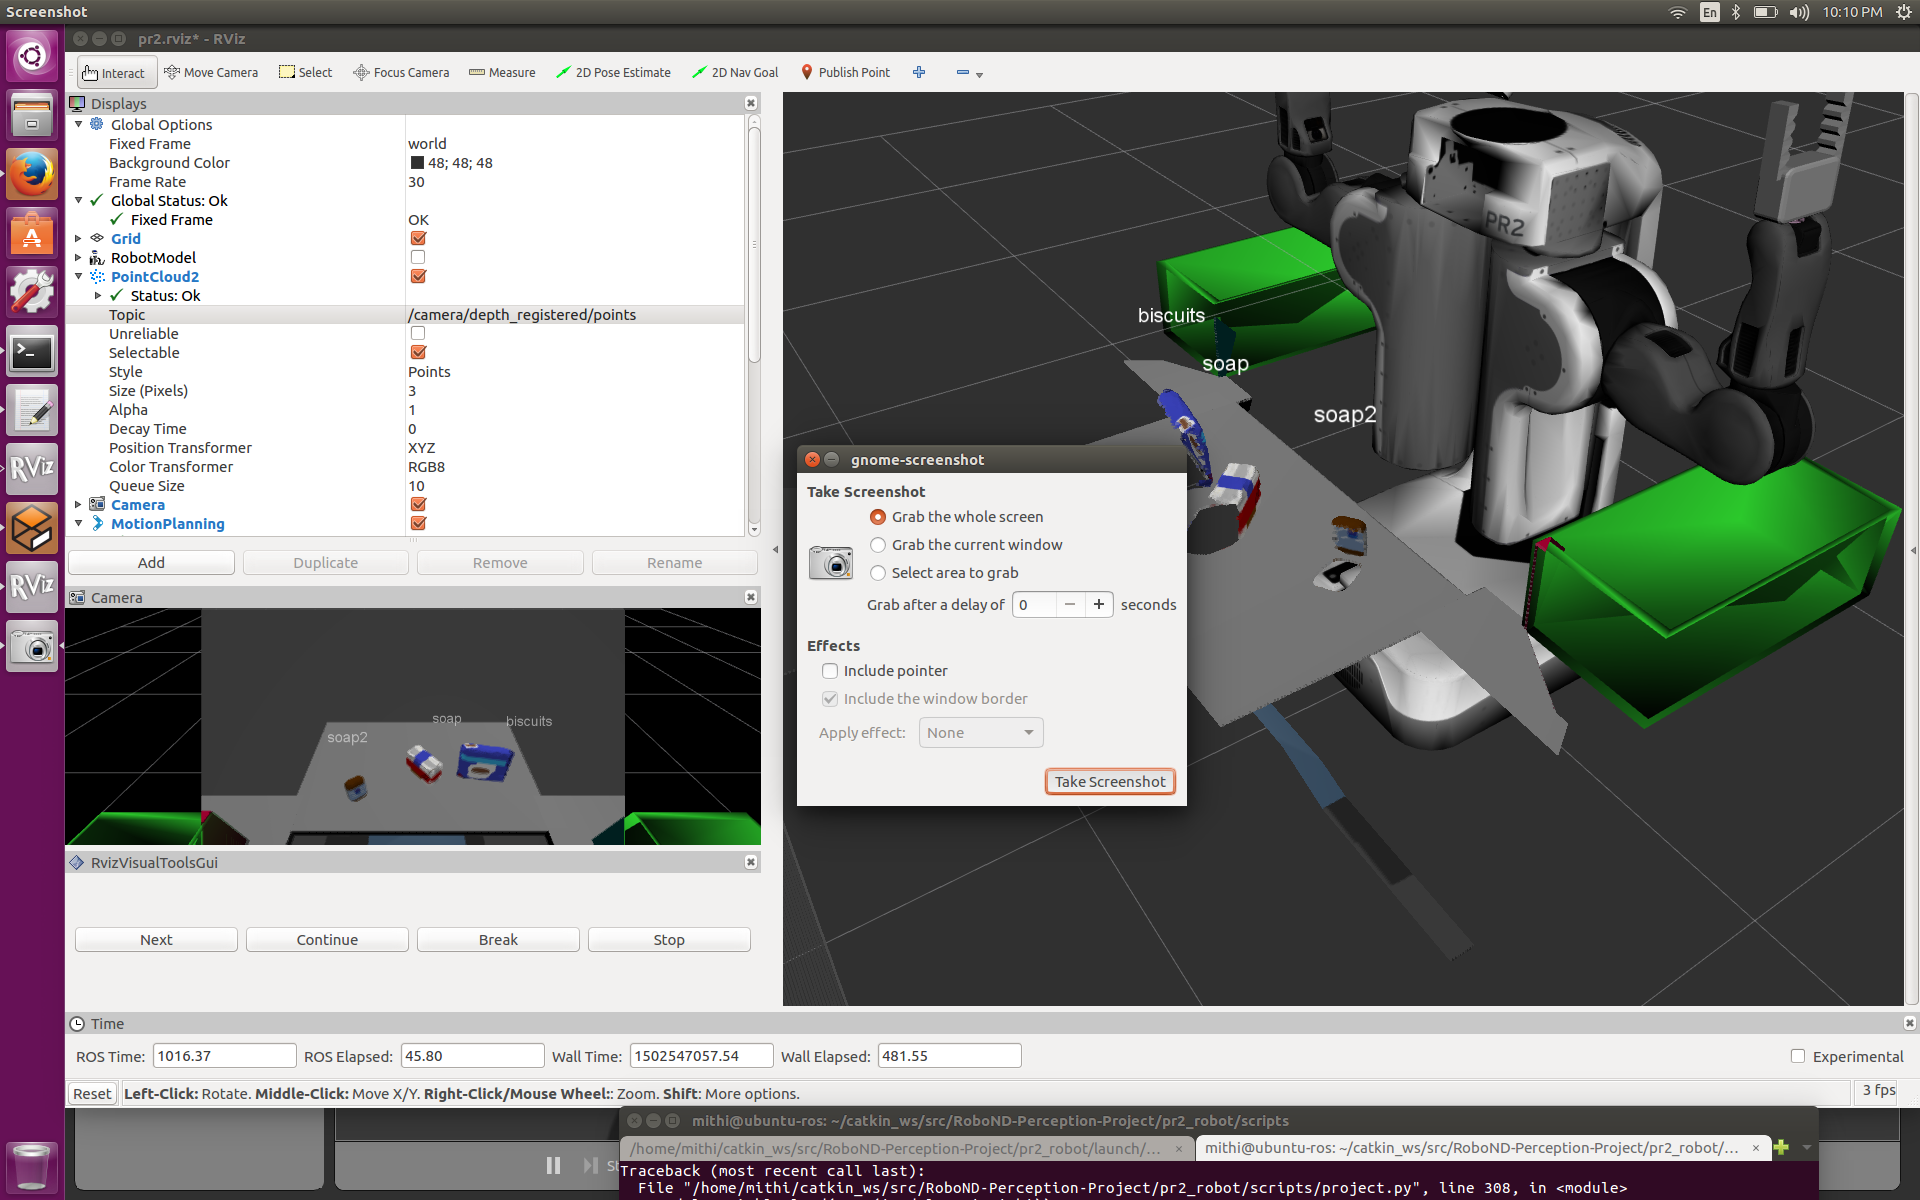 Screenshot
En
10:10 PM
pr2.rviz* - RViz
Interact
Move Camera
Select
Focus Camera
Measure
2D Pose Estimate
2D Nav Goal
Publish Point
Displays
Global Options
Fixed Frame world
Background Color 48; 48; 48
Frame Rate 30
Global Status: Ok
Fixed Frame OK
Grid
RobotModel
PointCloud2
Status: Ok
Topic /camera/depth_registered/points
Unreliable
Selectable
Style Points
Size (Pixels) 3
Alpha 1
Decay Time 0
Position Transformer XYZ
Color Transformer RGB8
Queue Size 10
Camera
MotionPlanning
Add
Duplicate
Remove
Rename
RViz
RViz
Camera
soap
biscuits
soap2
RvizVisualToolsGui
Next
Continue
Break
Stop
PR2
biscuits
soap
soap2
gnome-screenshot
Take Screenshot
Grab the whole screen
Grab the current window
Select area to grab
Grab after a delay of 0 seconds
Effects
Include pointer
Include the window border
Apply effect: None
Take Screenshot
Time
ROS Time: 1016.37 ROS Elapsed: 45.80 Wall Time: 1502547057.54 Wall Elapsed: 481.55
Experimental
Reset
Left-Click: Rotate. Middle-Click: Move X/Y. Right-Click/Mouse Wheel:: Zoom. Shift: More options.
3 fps
mithi@ubuntu-ros: ~/catkin_ws/src/RoboND-Perception-Project/pr2_robot/scripts
/home/mithi/catkin_ws/src/RoboND-Perception-Project/pr2_robot/launch/...
mithi@ubuntu-ros: ~/catkin_ws/src/RoboND-Perception-Project/pr2_robot/...
Traceback (most recent call last):
File "/home/mithi/catkin_ws/src/RoboND-Perception-Project/pr2_robot/scripts/project.py", line 308, in <module>